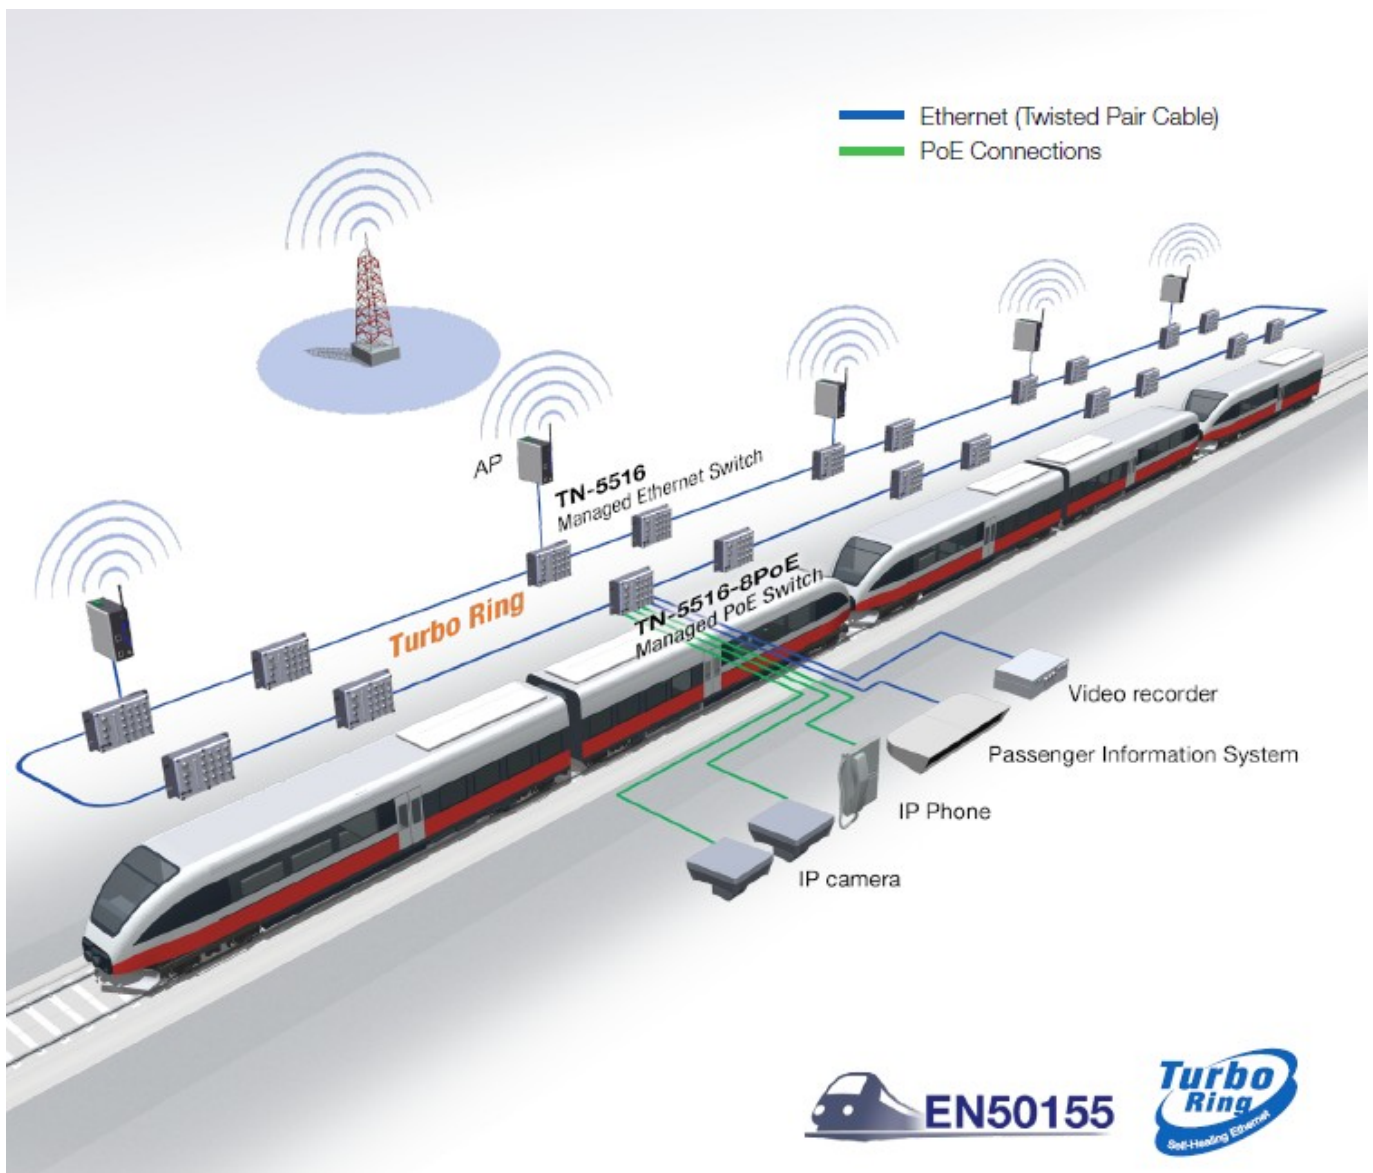 Ethernet (Twisted Pair Cable)
PoE Connections
AP
TN-5516
Managed Ethernet Switch
Turbo Ring
TN-5516-8PoE
Managed PoE Switch
Video recorder
Passenger Information System
IP Phone
IP camera
EN50155
Turbo
Ring
Self-Healing Ethernet